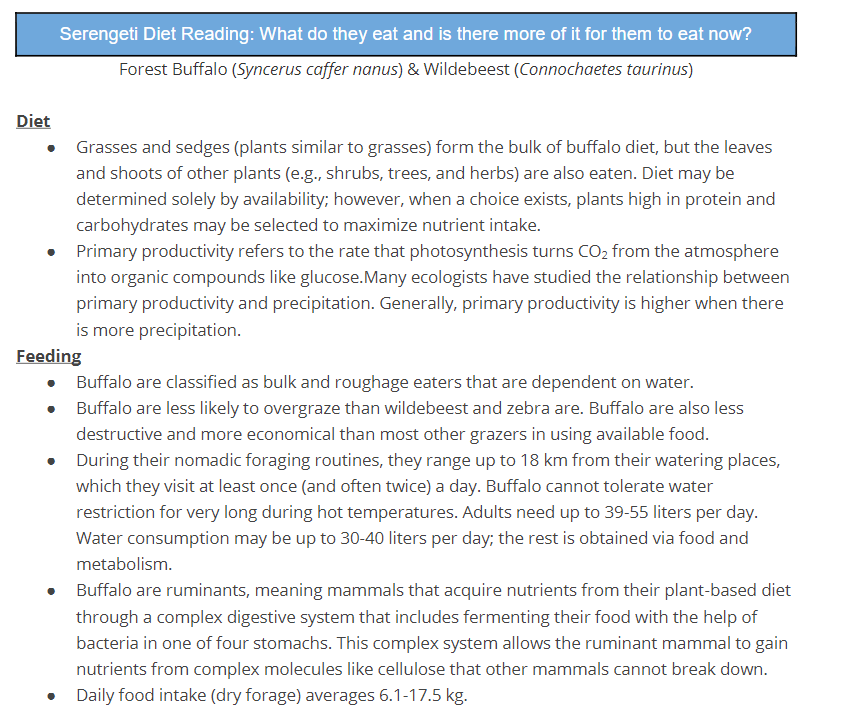 Serengeti Diet Reading: What do they eat and is there more of it for them to eat now?
Forest Buffalo (Syncerus caffer nanus) & Wildebeest (Connochaetes taurinus)
Diet
● Grasses and sedges (plants similar to grasses) form the bulk of buffalo diet, but the leaves
and shoots of other plants (e.g., shrubs, trees, and herbs) are also eaten. Diet may be
determined solely by availability; however, when a choice exists, plants high in protein and
carbohydrates may be selected to maximize nutrient intake.
● Primary productivity refers to the rate that photosynthesis turns CO₂ from the atmosphere
into organic compounds like glucose.Many ecologists have studied the relationship between
primary productivity and precipitation. Generally, primary productivity is higher when there
is more precipitation.
Feeding
● Buffalo are classified as bulk and roughage eaters that are dependent on water.
● Buffalo are less likely to overgraze than wildebeest and zebra are. Buffalo are also less
destructive and more economical than most other grazers in using available food.
● During their nomadic foraging routines, they range up to 18 km from their watering places,
which they visit at least once (and often twice) a day. Buffalo cannot tolerate water
restriction for very long during hot temperatures. Adults need up to 39-55 liters per day.
Water consumption may be up to 30-40 liters per day; the rest is obtained via food and
metabolism.
● Buffalo are ruminants, meaning mammals that acquire nutrients from their plant-based diet
through a complex digestive system that includes fermenting their food with the help of
bacteria in one of four stomachs. This complex system allows the ruminant mammal to gain
nutrients from complex molecules like cellulose that other mammals cannot break down.
● Daily food intake (dry forage) averages 6.1-17.5 kg.